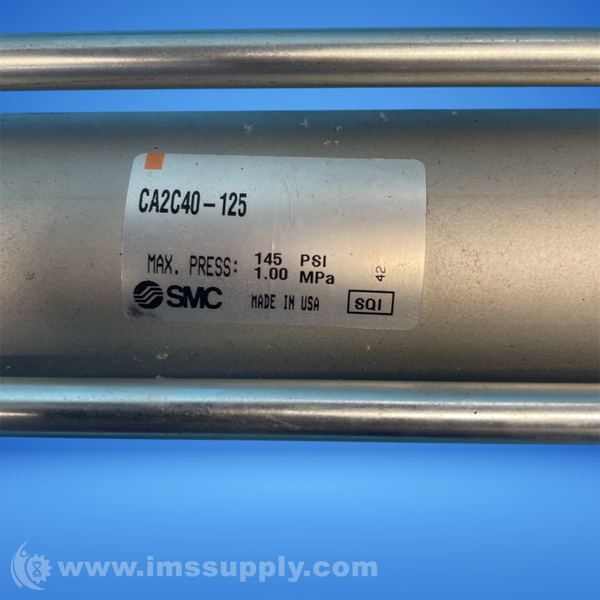 CA2C40-125
MAX. PRESS: 145 PSI
1.00 MPa
42
SMC MADE IN USA SQI
www.imssupply.com